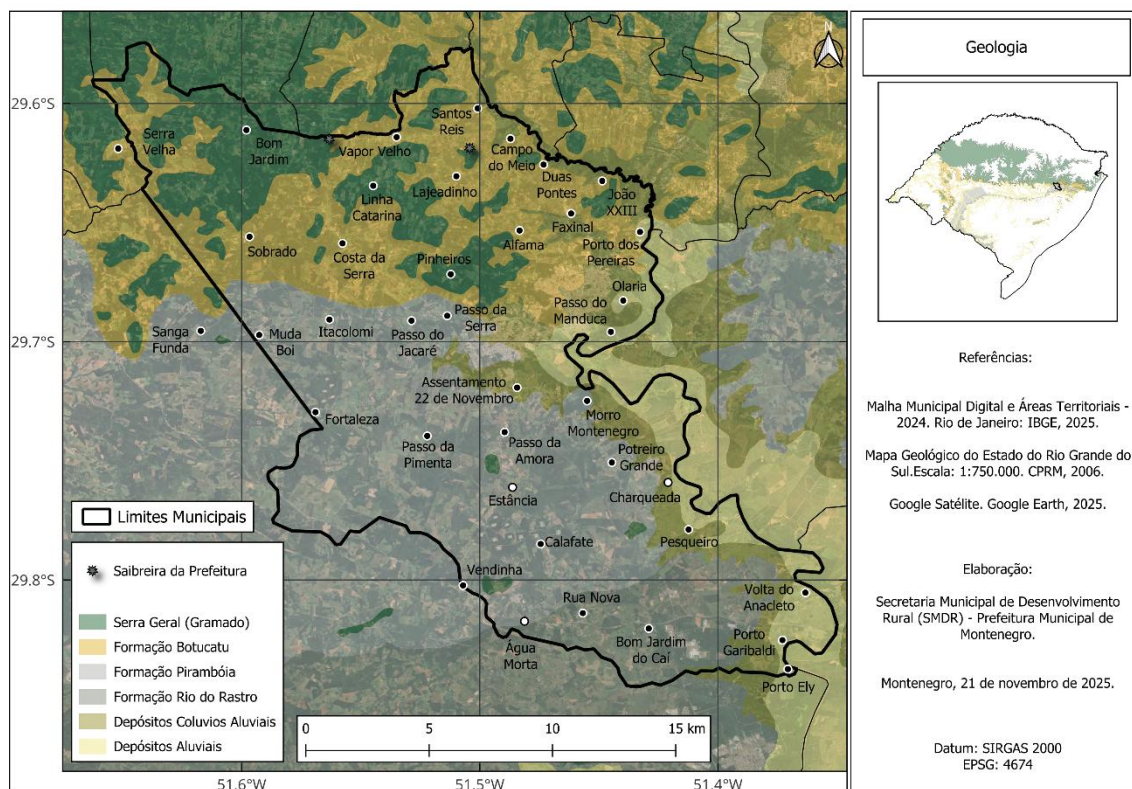 N
29.6°S
29.7°S
29.8°S
51.6°W
51.5°W
51.4°W
Serra
Velha
Bom
Jardim
Vapor Velho
Santos
Reis
Campo
do Meio
Duas
Pontes
João
XXIII
Lajeadinho
Linha
Catarina
Faxinal
Alfama
Porto dos
Pereiras
Sobrado
Costa da
Serra
Pinheiros
Olaria
Passo do
Manduca
Passo da
Serra
Sanga
Funda
Muda
Boi
Itacolomi
Passo do
Jacaré
Assentamento
22 de Novembro
Morro
Montenegro
Fortaleza
Passo da
Pimenta
Passo da
Amora
Potreiro
Grande
Charqueada
Estância
Pesqueiro
Calafate
Vendinha
Rua Nova
Volta do
Anacleto
Água
Morta
Bom Jardim
do Caí
Porto
Garibaldi
Porto Ely
Limites Municipais
Saibreira da Prefeitura
Serra Geral (Gramado)
Formação Botucatu
Formação Pirambóia
Formação Rio do Rastro
Depósitos Coluvios Aluviais
Depósitos Aluviais
0 5 10 15 km
Geologia
Referências:
Malha Municipal Digital e Áreas Territoriais -
2024. Rio de Janeiro: IBGE, 2025.
Mapa Geológico do Estado do Rio Grande do
Sul.Escala: 1:750.000. CPRM, 2006.
Google Satélite. Google Earth, 2025.
Elaboração:
Secretaria Municipal de Desenvolvimento
Rural (SMDR) - Prefeitura Municipal de
Montenegro.
Montenegro, 21 de novembro de 2025.
Datum: SIRGAS 2000
EPSG: 4674